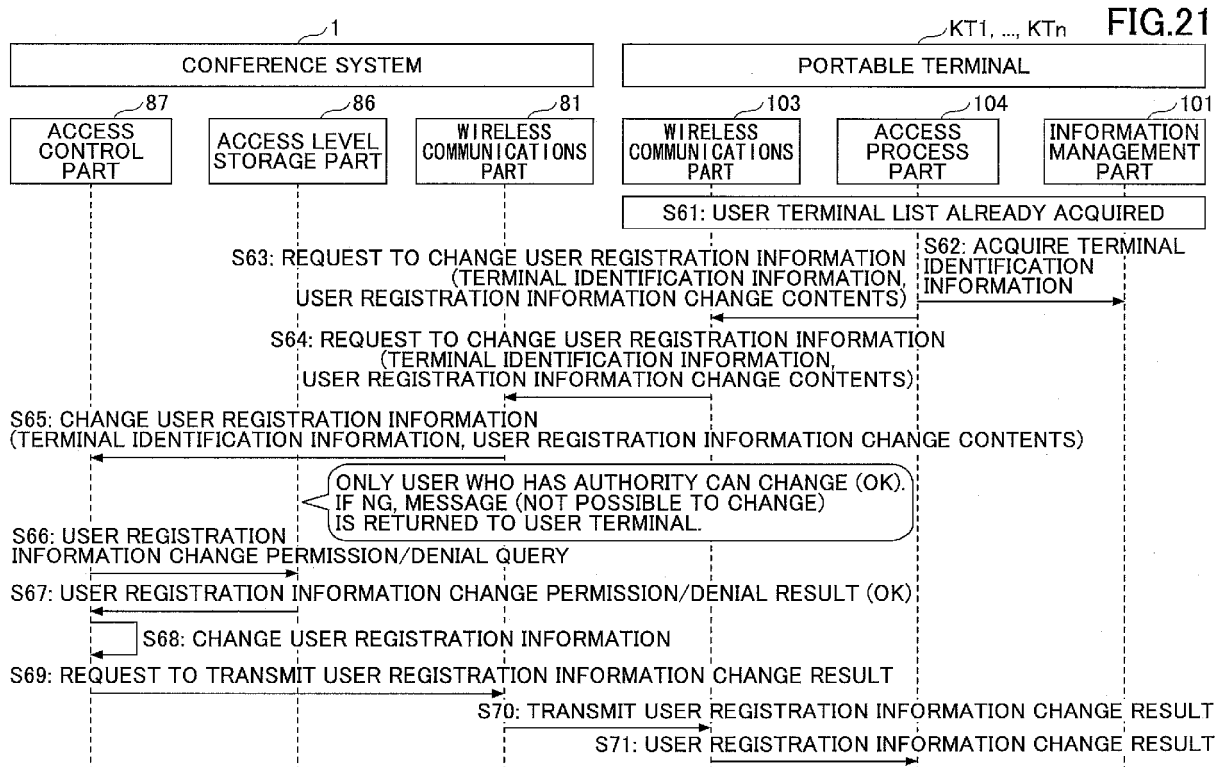 FIG.21
1
KT1, ..., KTn
CONFERENCE SYSTEM
PORTABLE TERMINAL
87
86
81
103
104
101
ACCESS
CONTROL
PART
ACCESS LEVEL
STORAGE PART
WIRELESS
COMMUNICATIONS
PART
WIRELESS
COMMUNICATIONS
PART
ACCESS
PROCESS
PART
INFORMATION
MANAGEMENT
PART
S61: USER TERMINAL LIST ALREADY ACQUIRED
S62: ACQUIRE TERMINAL
IDENTIFICATION
INFORMATION
S63: REQUEST TO CHANGE USER REGISTRATION INFORMATION
(TERMINAL IDENTIFICATION INFORMATION,
USER REGISTRATION INFORMATION CHANGE CONTENTS)
S64: REQUEST TO CHANGE USER REGISTRATION INFORMATION
(TERMINAL IDENTIFICATION INFORMATION,
USER REGISTRATION INFORMATION CHANGE CONTENTS)
S65: CHANGE USER REGISTRATION INFORMATION
(TERMINAL IDENTIFICATION INFORMATION, USER REGISTRATION INFORMATION CHANGE CONTENTS)
ONLY USER WHO HAS AUTHORITY CAN CHANGE (OK).
IF NG, MESSAGE (NOT POSSIBLE TO CHANGE)
IS RETURNED TO USER TERMINAL.
S66: USER REGISTRATION
INFORMATION CHANGE PERMISSION/DENIAL QUERY
S67: USER REGISTRATION INFORMATION CHANGE PERMISSION/DENIAL RESULT (OK)
S68: CHANGE USER REGISTRATION INFORMATION
S69: REQUEST TO TRANSMIT USER REGISTRATION INFORMATION CHANGE RESULT
S70: TRANSMIT USER REGISTRATION INFORMATION CHANGE RESULT
S71: USER REGISTRATION INFORMATION CHANGE RESULT